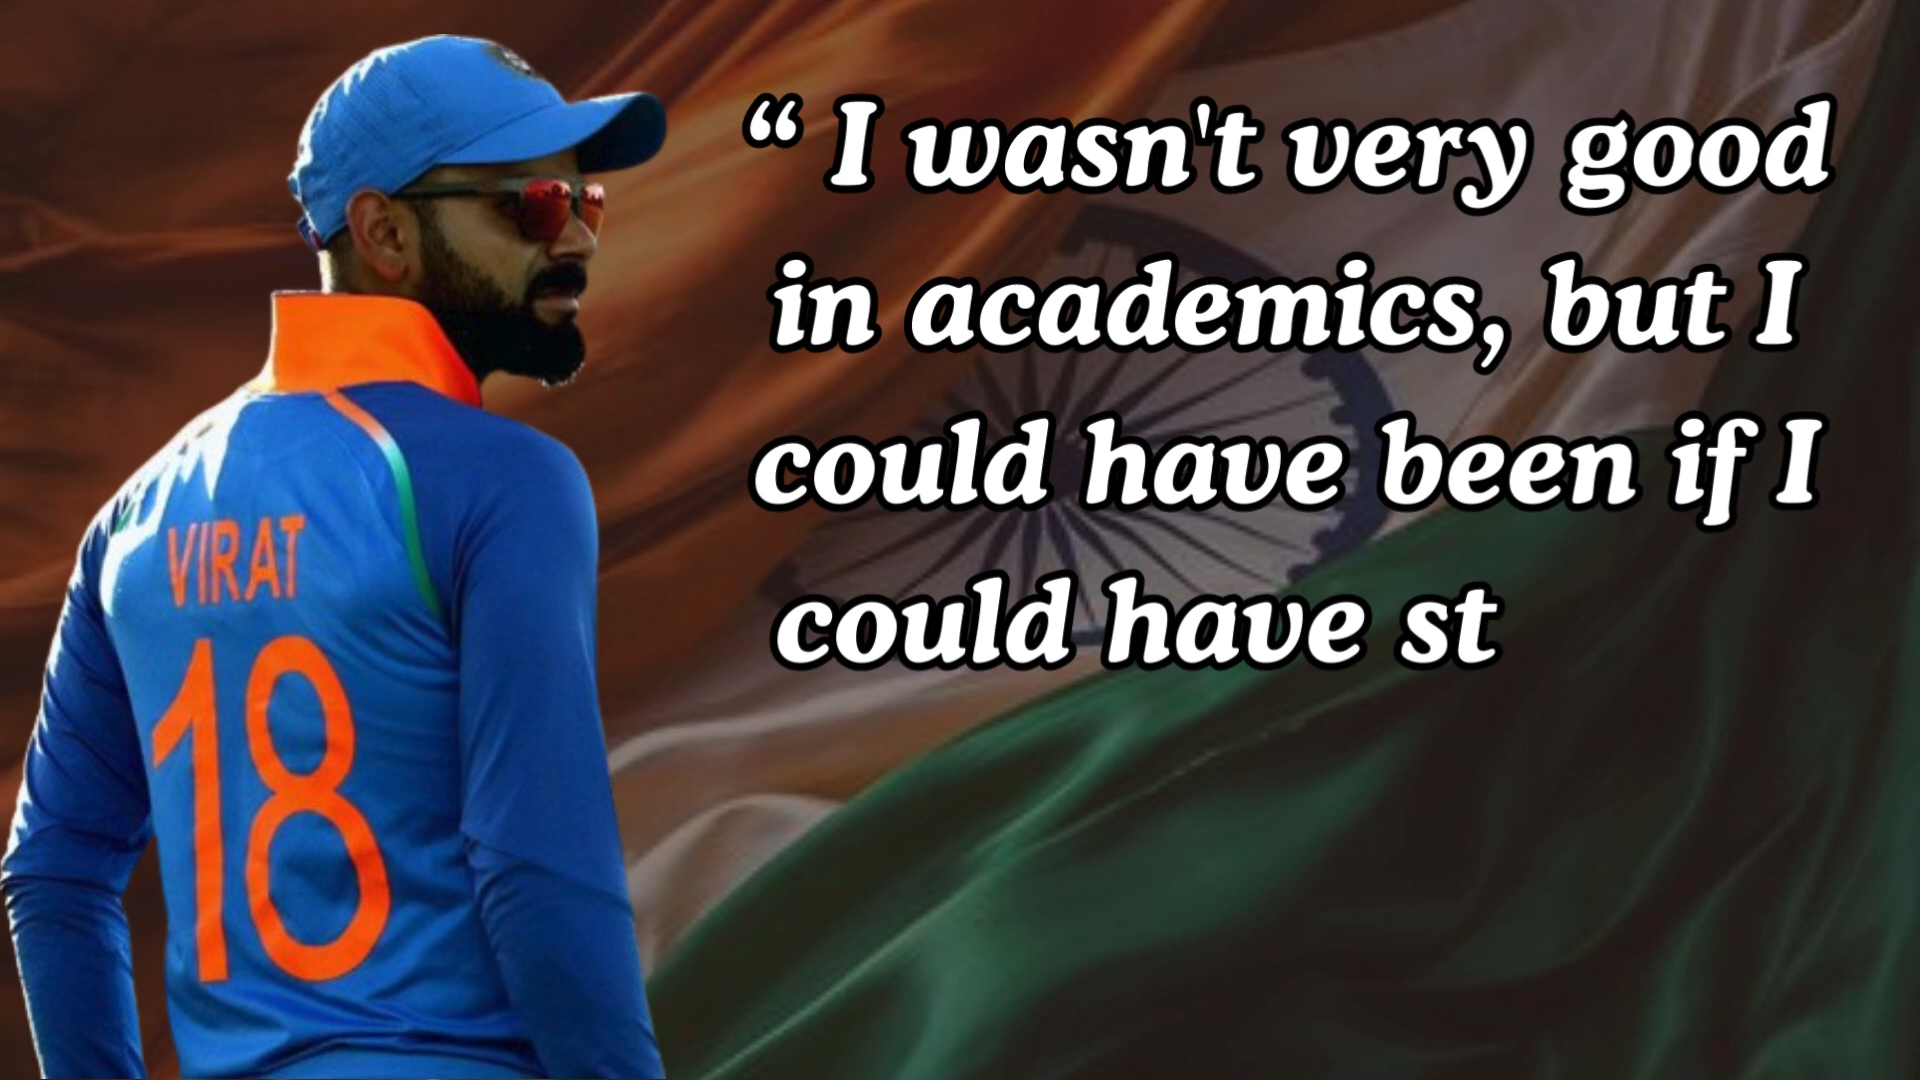 VIRAT
18
“ I wasn't very good
in academics, but I
could have been if I
could have st